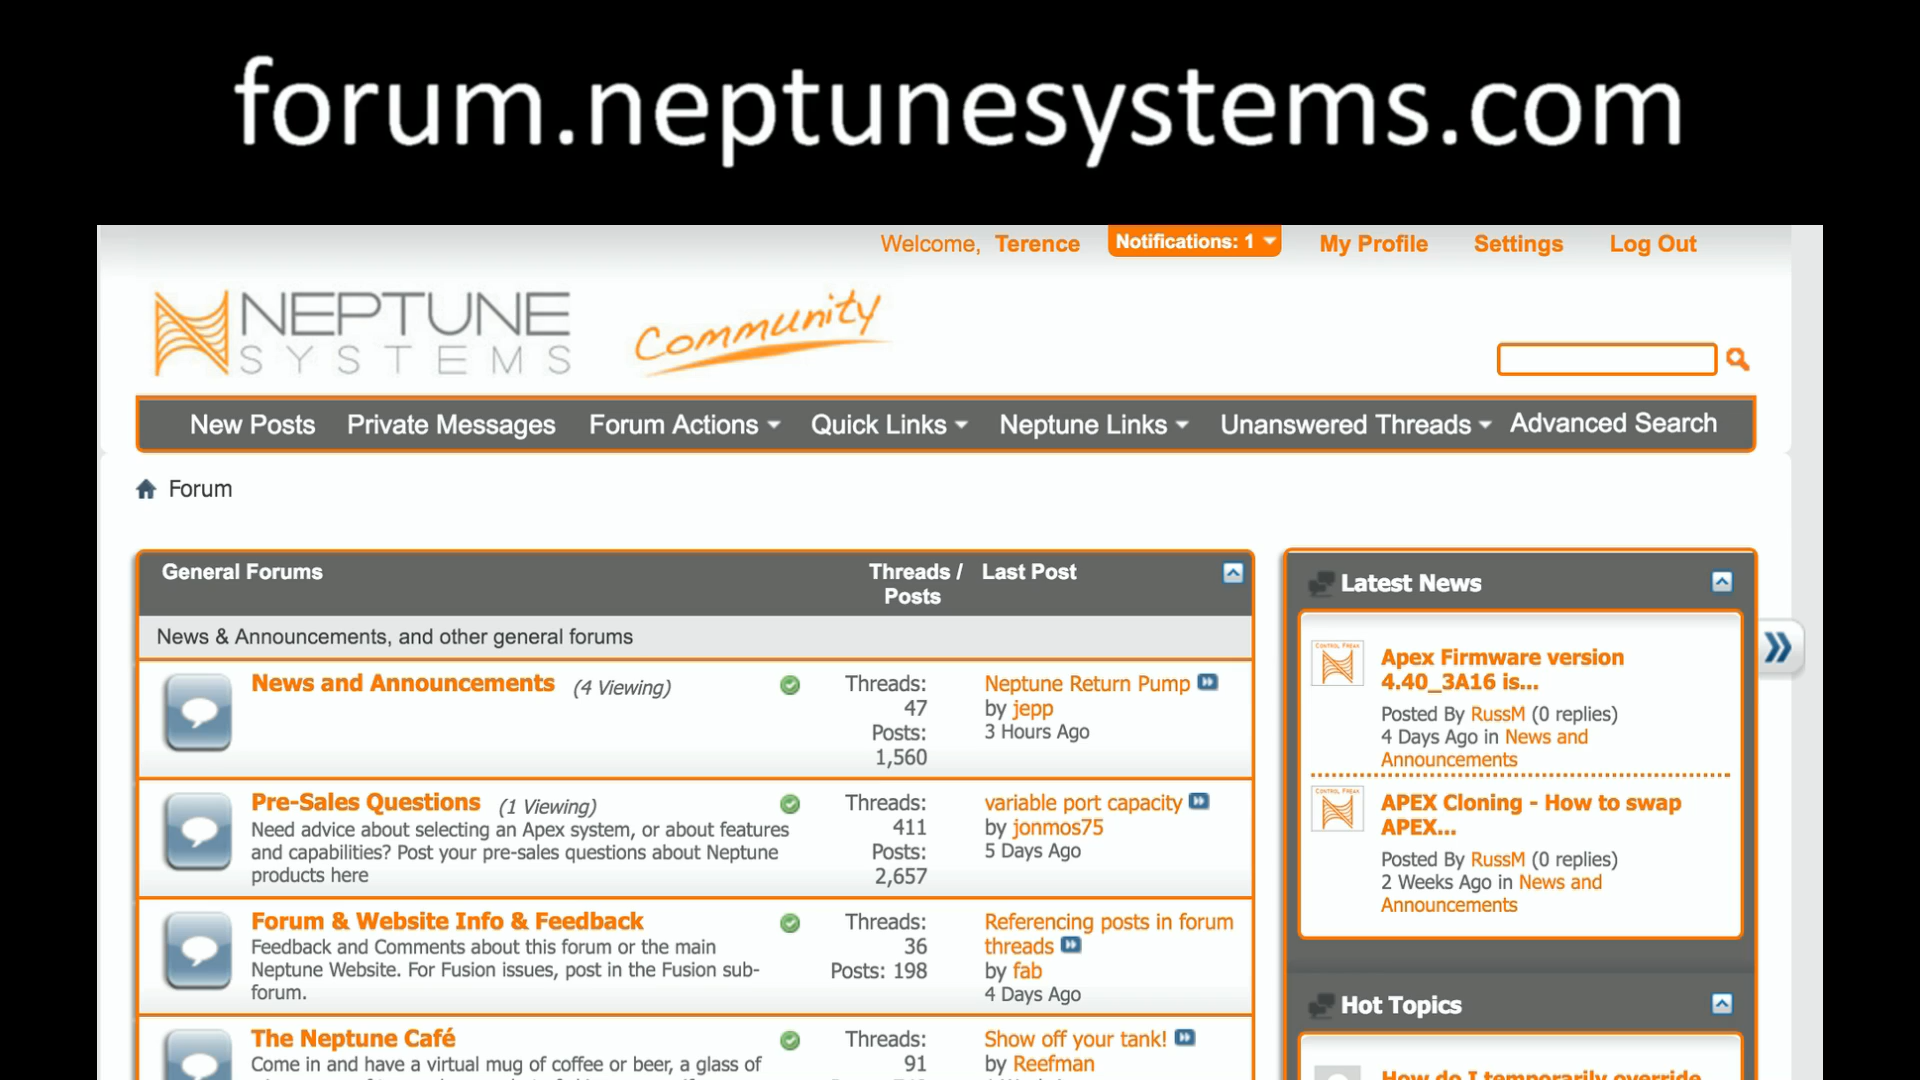 forum.neptunesystems.com
Welcome, Terence Notifications: 1 My Profile Settings Log Out
NEPTUNE
SYSTEMS
Community
New Posts Private Messages Forum Actions Quick Links Neptune Links Unanswered Threads Advanced Search
Forum
General Forums Threads / Last Post
Posts
News & Announcements, and other general forums
News and Announcements (4 Viewing)
Threads:
47
Posts:
1,560
Neptune Return Pump
by jepp
3 Hours Ago
Pre-Sales Questions (1 Viewing)
Need advice about selecting an Apex system, or about features
and capabilities? Post your pre-sales questions about Neptune
products here
Threads:
411
Posts:
2,657
variable port capacity
by jonmos75
5 Days Ago
Forum & Website Info & Feedback
Feedback and Comments about this forum or the main
Neptune Website. For Fusion issues, post in the Fusion sub-
forum.
Threads:
36
Posts: 198
Referencing posts in forum
threads
by fab
4 Days Ago
The Neptune Café
Come in and have a virtual mug of coffee or beer, a glass of
Threads:
91
Show off your tank!
by Reefman
Latest News
CONTROL FREAK
Apex Firmware version
4.40_3A16 is...
Posted By RussM (0 replies)
4 Days Ago in News and
Announcements
CONTROL FREAK
APEX Cloning - How to swap
APEX...
Posted By RussM (0 replies)
2 Weeks Ago in News and
Announcements
Hot Topics
How do I temporarily override